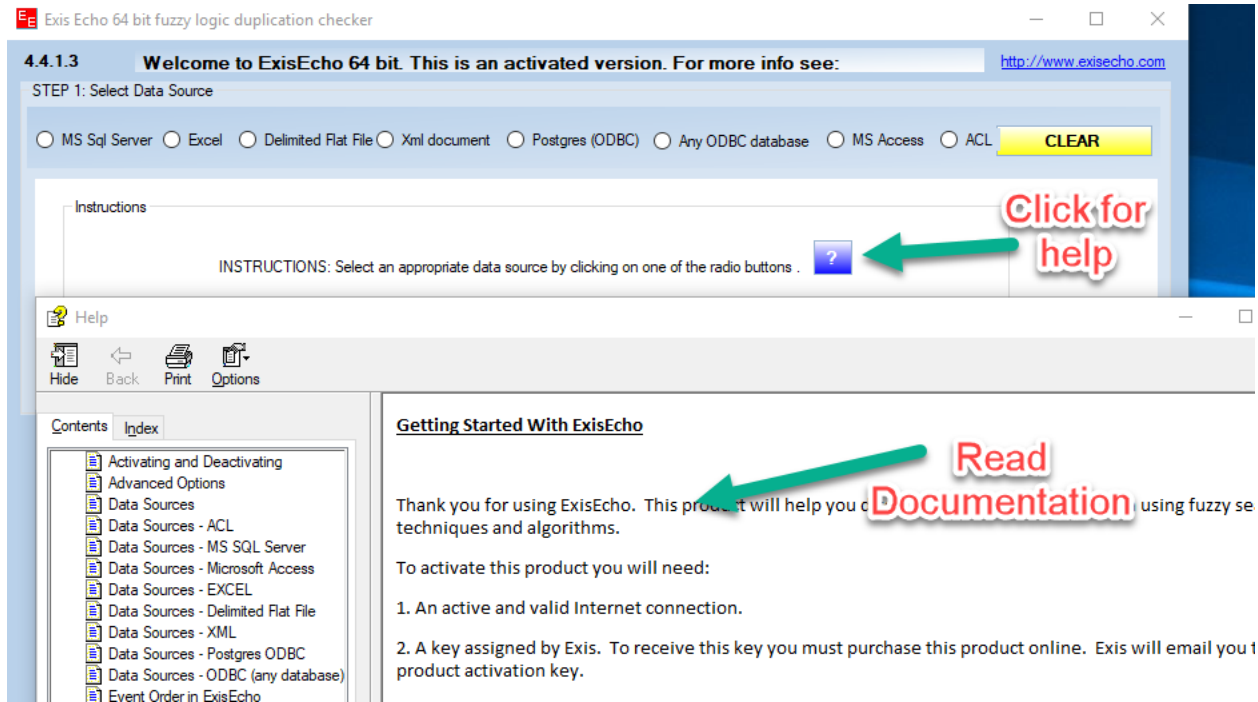 Exis Echo 64 bit fuzzy logic duplication checker
4.4.1.3 Welcome to ExisEcho 64 bit. This is an activated version. For more info see: http://www.exisecho.com
STEP 1: Select Data Source
MS Sql Server Excel Delimited Flat File Xml document Postgres (ODBC) Any ODBC database MS Access ACL CLEAR
Instructions
Click for
help
INSTRUCTIONS: Select an appropriate data source by clicking on one of the radio buttons . ?
Help
Hide Back Print Options
Contents Index
Activating and Deactivating
Advanced Options
Data Sources
Data Sources - ACL
Data Sources - MS SQL Server
Data Sources - Microsoft Access
Data Sources - EXCEL
Data Sources - Delimited Flat File
Data Sources - XML
Data Sources - Postgres ODBC
Data Sources - ODBC (any database)
Event Order in ExisEcho
Getting Started With ExisEcho
Read
Documentation
Thank you for using ExisEcho. This product will help you using fuzzy
techniques and algorithms.
To activate this product you will need:
1. An active and valid Internet connection.
2. A key assigned by Exis. To receive this key you must purchase this product online. Exis will email you
product activation key.